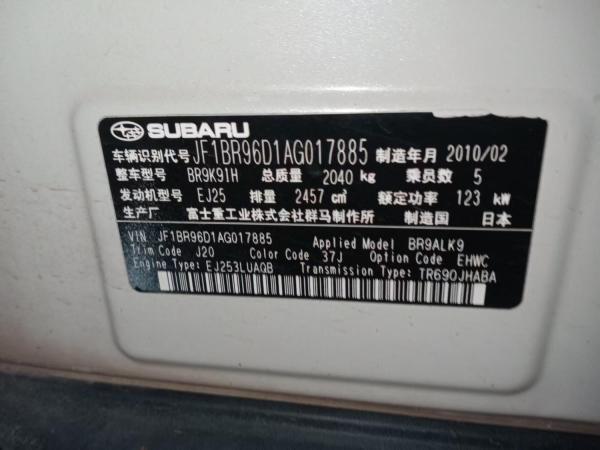 SUBARU
车辆识别代号 JF1BR96D1AG017885 制造年月 2010/02
整车型号 BR9K91H 总质量 2040 kg 乘员数 5
发动机型号 EJ25 排量 2457 cm³ 额定功率 123 kW
生产厂 富士重工业株式会社群马制作所 制造国 日本
VIN JF1BR96D1AG017885 Applied Model BR9ALK9
Trim Code J20 Color Code 37J Option Code EHWC
Engine Type: EJ253LUAQB Transmission Type: TR690JHABA